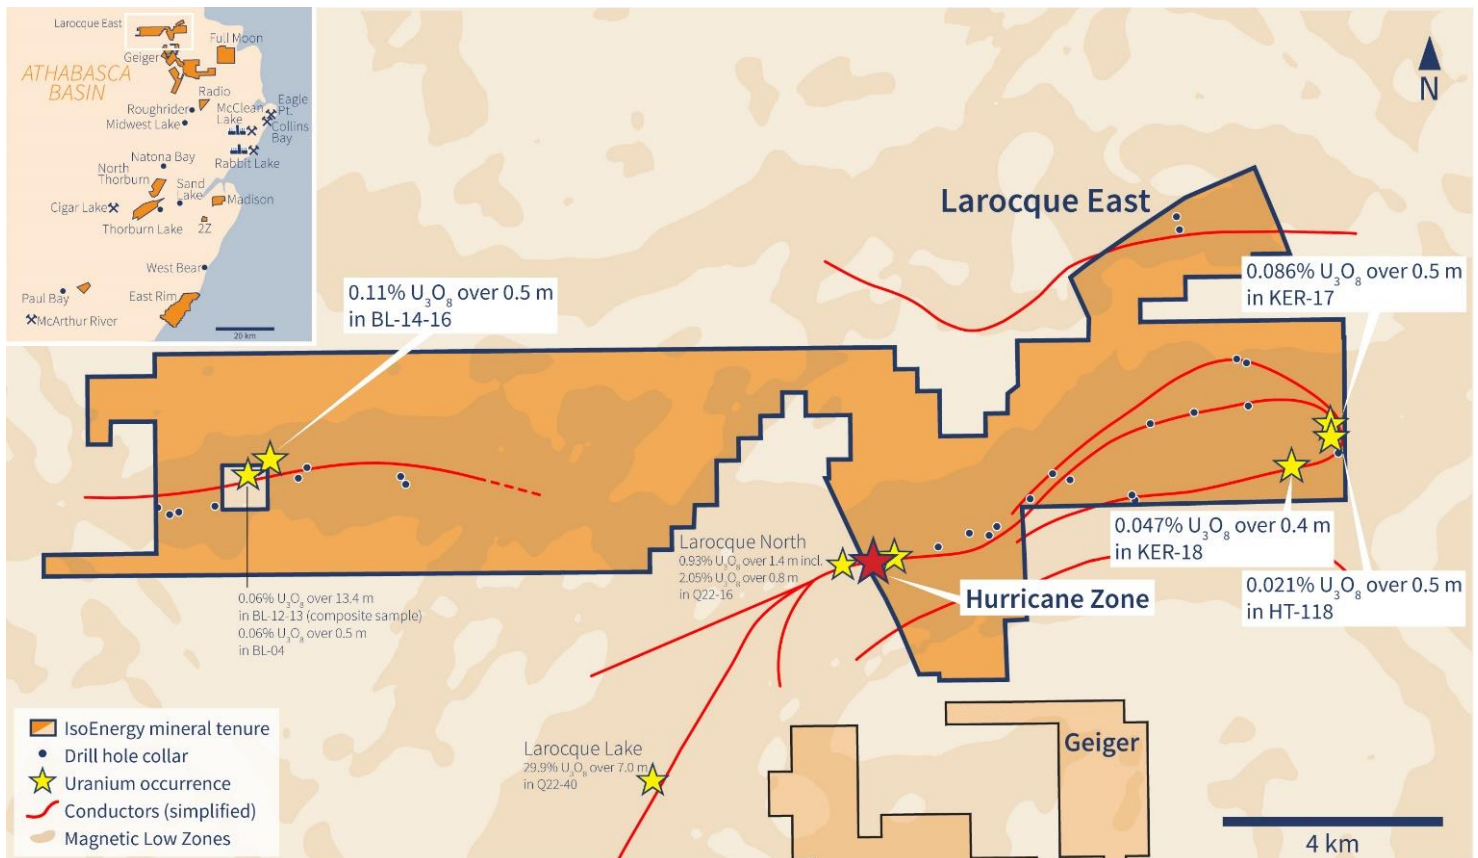 Larocque East
Full Moon
Geiger
ATHABASCA
BASIN
Radio
Eagle
Pt.
Roughrider
McClean
Lake
Midwest Lake
Collins
Bay
Rabbit Lake
Natona Bay
North
Thorburn
Sand
Lake
Cigar Lake
Madison
Thorburn Lake
2Z
West Bear
Paul Bay
East Rim
McArthur River
20 km
N
Larocque East
0.11% U₃O₈ over 0.5 m
in BL-14-16
0.086% U₃O₈ over 0.5 m
in KER-17
0.047% U₃O₈ over 0.4 m
in KER-18
0.021% U₃O₈ over 0.5 m
in HT-118
Larocque North
0.93% U₃O₈ over 1.4 m incl.
2.05% U₃O₈ over 0.8 m
in Q22-16
Hurricane Zone
0.06% U₃O₈ over 13.4 m
in BL-12-13 (composite sample)
0.06% U₃O₈ over 0.5 m
in BL-04
Larocque Lake
29.9% U₃O₈ over 7.0 m
in Q22-40
Geiger
IsoEnergy mineral tenure
Drill hole collar
Uranium occurrence
Conductors (simplified)
Magnetic Low Zones
4 km